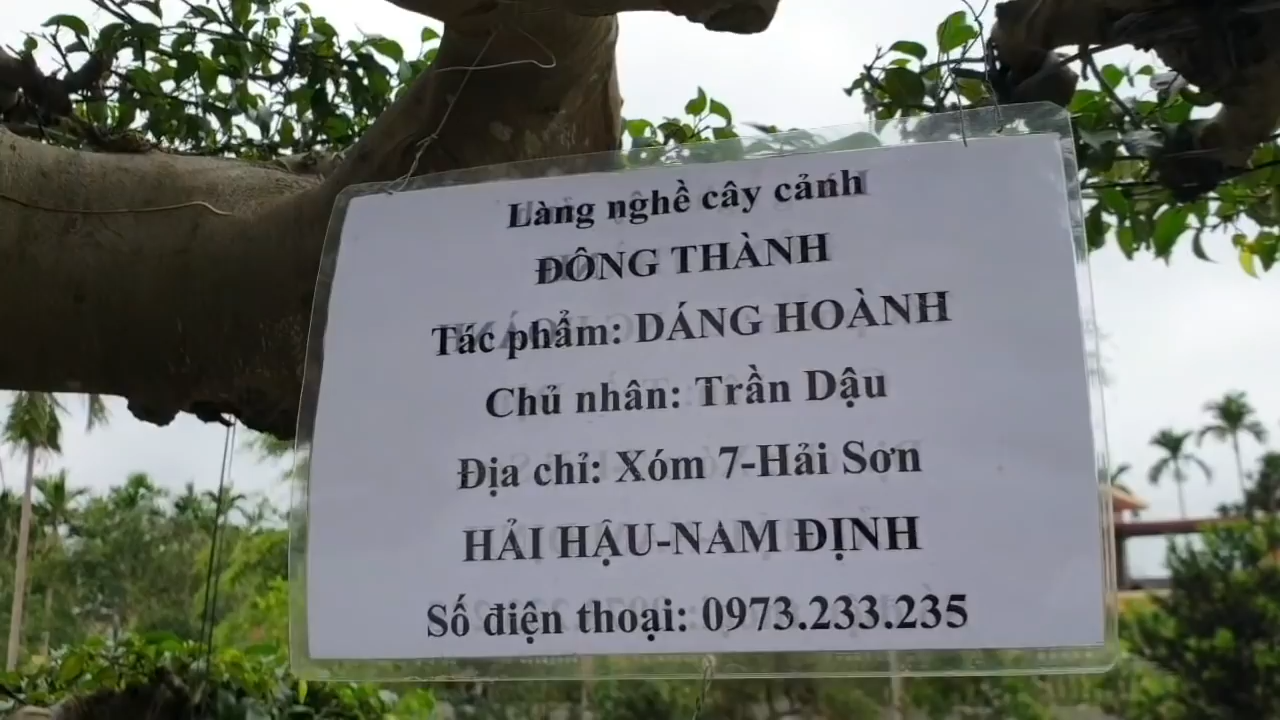 Làng nghề cây cảnh
ĐÔNG THÀNH
Tác phẩm: DÁNG HOÀNH
Chủ nhân: Trần Dậu
Địa chỉ: Xóm 7-Hải Sơn
HẢI HẬU-NAM ĐỊNH
Số điện thoại: 0973.233.235